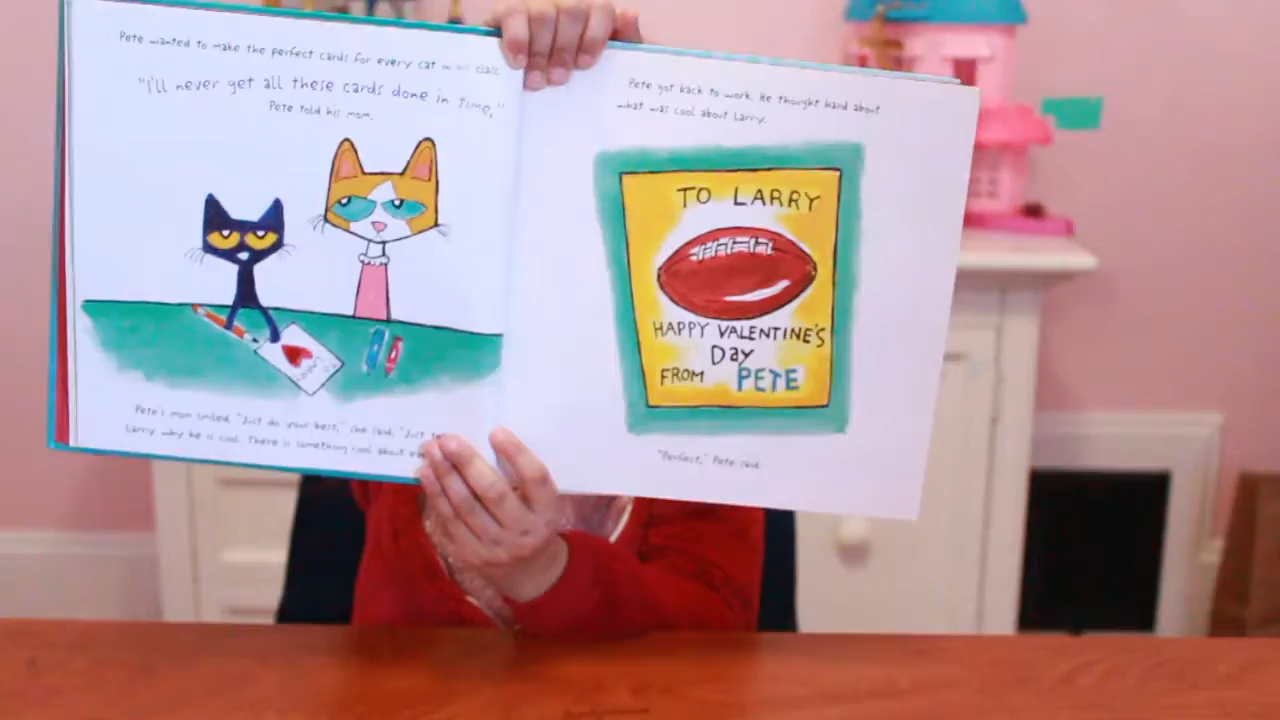 Pete wanted to make the perfect cards for every cat in his class.
"I'll never get all these cards done in time,"
Pete told his mom.
Pete's mom smiled. "Just do your best," she said. "Just
Larry why he is cool. There is something cool about
Pete got back to work. He thought hard about
what was cool about Larry.
TO LARRY
HAPPY VALENTINE'S
Day
FROM PETE
"Perfect," Pete said.